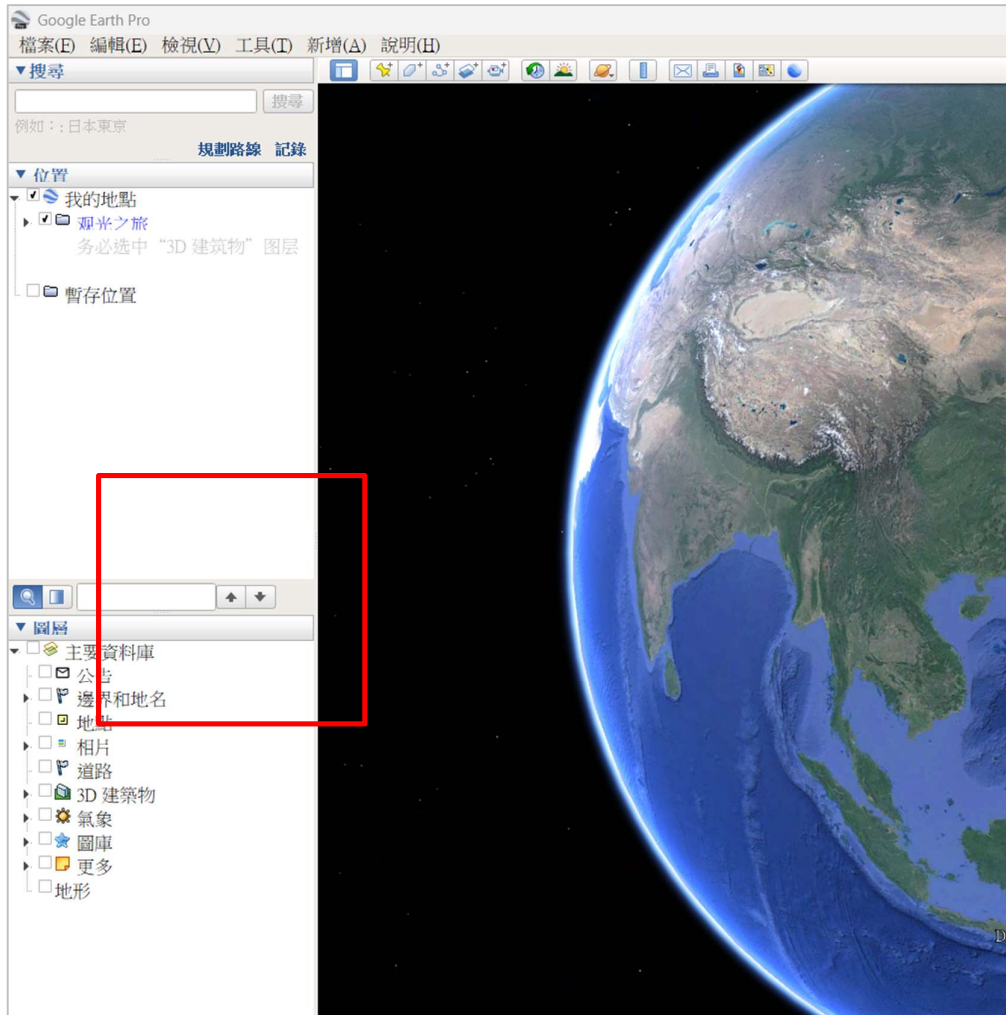 Google Earth Pro
檔案(F) 編輯(E) 檢視(V) 工具(T) 新增(A) 說明(H)
搜尋
搜尋
例如：: 日本東京
規劃路線 記錄
位置
我的地點
观光之旅
务必选中“3D 建筑物”图层
暫存位置
圖層
主要資料庫
公告
邊界和地名
地點
相片
道路
3D 建築物
氣象
圖庫
更多
地形
D